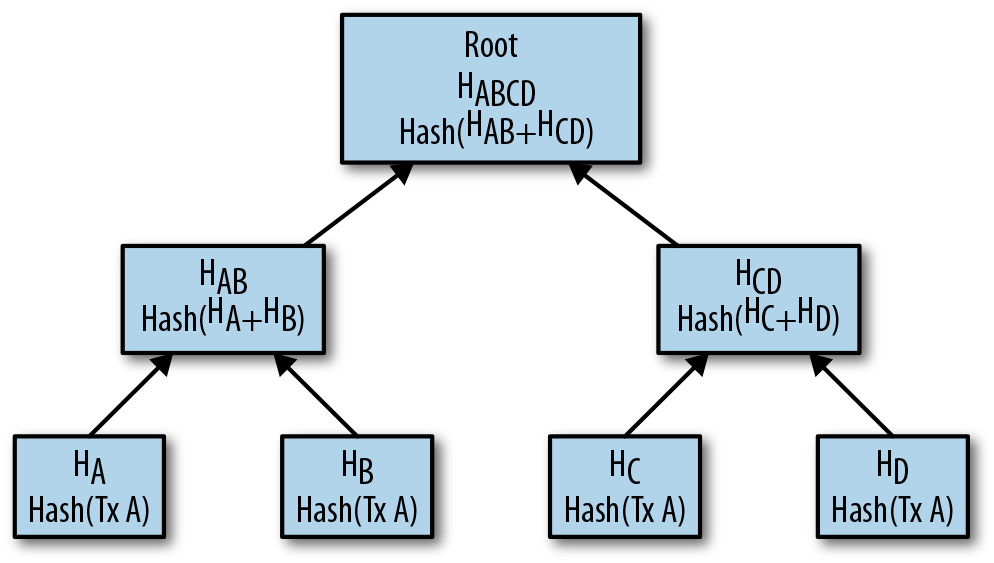 Root
HABCD
Hash(HAB+HCD)
HAB
Hash(HA+HB)
HCD
Hash(HC+HD)
HA
Hash(Tx A)
HB
Hash(Tx A)
HC
Hash(Tx A)
HD
Hash(Tx A)